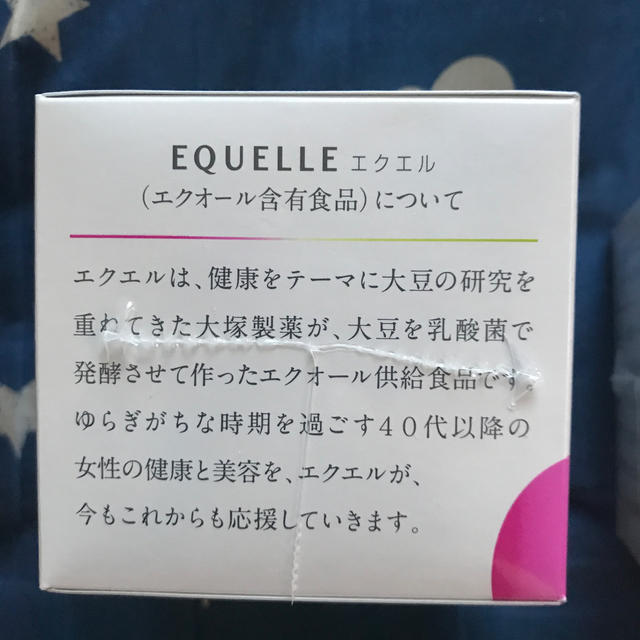 EQUELLE エクエル
(エクオール含有食品)について
エクエルは、健康をテーマに大豆の研究を
重ねてきた大塚製薬が、大豆を乳酸菌で
発酵させて作ったエクオール供給食品です。
ゆらぎがちな時期を過ごす40代以降の
女性の健康と美容を、エクエルが、
今もこれからも応援していきます。